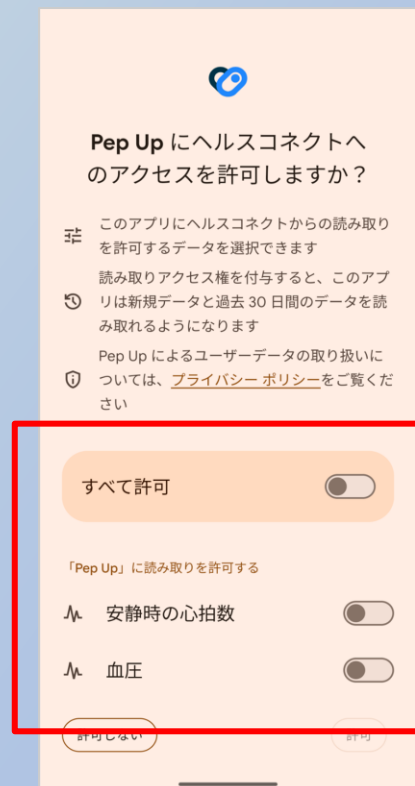 Pep Up にヘルスコネクトへ
のアクセスを許可しますか？
このアプリにヘルスコネクトからの読み取り
を許可するデータを選択できます
読み取りアクセス権を付与すると、このアプ
リは新規データと過去 30 日間のデータを読
み取れるようになります
Pep Up によるユーザーデータの取り扱いに
ついては、プライバシー ポリシーをご覧くだ
さい
すべて許可
「Pep Up」に読み取りを許可する
安静時の心拍数
血圧
許可しない
許可